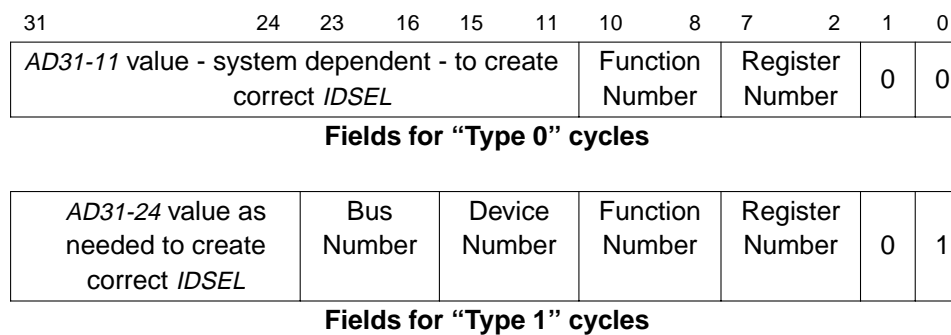 31 24 23 16 15 11 10 8 7 2 1 0
AD31-11 value - system dependent - to create Function Register 0 0
correct IDSEL Number Number
Fields for “Type 0” cycles
AD31-24 value as Bus Device Function Register
needed to create Number Number Number Number 0 1
correct IDSEL
Fields for “Type 1” cycles